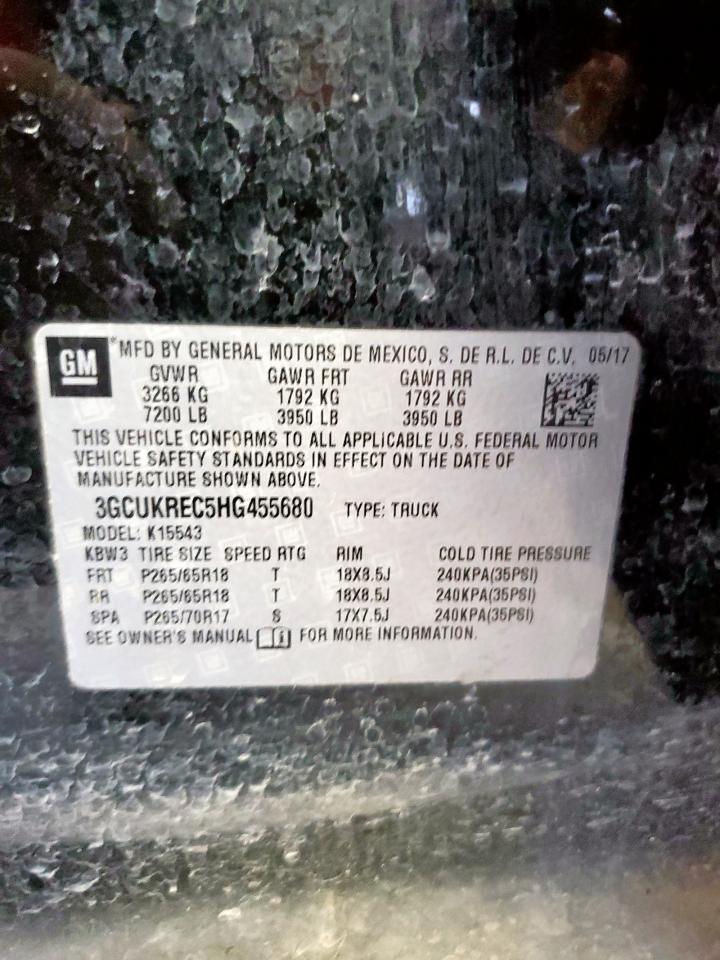 GM *MFD BY GENERAL MOTORS DE MEXICO, S. DE R.L. DE C.V. 05/17
GVWR GAWR FRT GAWR RR
3266 KG 1792 KG 1792 KG
7200 LB 3950 LB 3950 LB
THIS VEHICLE CONFORMS TO ALL APPLICABLE U.S. FEDERAL MOTOR
VEHICLE SAFETY STANDARDS IN EFFECT ON THE DATE OF
MANUFACTURE SHOWN ABOVE.
3GCUKREC5HG455680 TYPE: TRUCK
MODEL: K15543
KBW3 TIRE SIZE SPEED RTG RIM COLD TIRE PRESSURE
FRT P265/65R18 T 18X8.5J 240KPA(35PSI)
RR P265/65R18 T 18X8.5J 240KPA(35PSI)
SPA P265/70R17 S 17X7.5J 240KPA(35PSI)
SEE OWNER'S MANUAL FOR MORE INFORMATION.